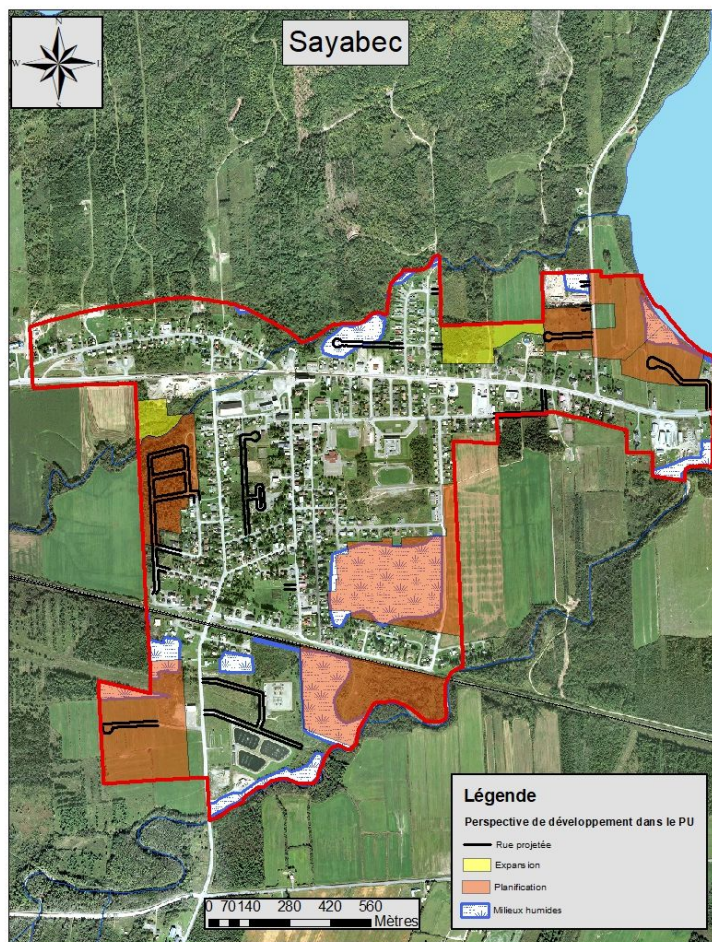 Sayabec
N
W
E
S
Légende
Perspective de développement dans le PU
Rue projetée
Expansion
Planification
Milieux humides
0 70 140 280 420 560
Mètres